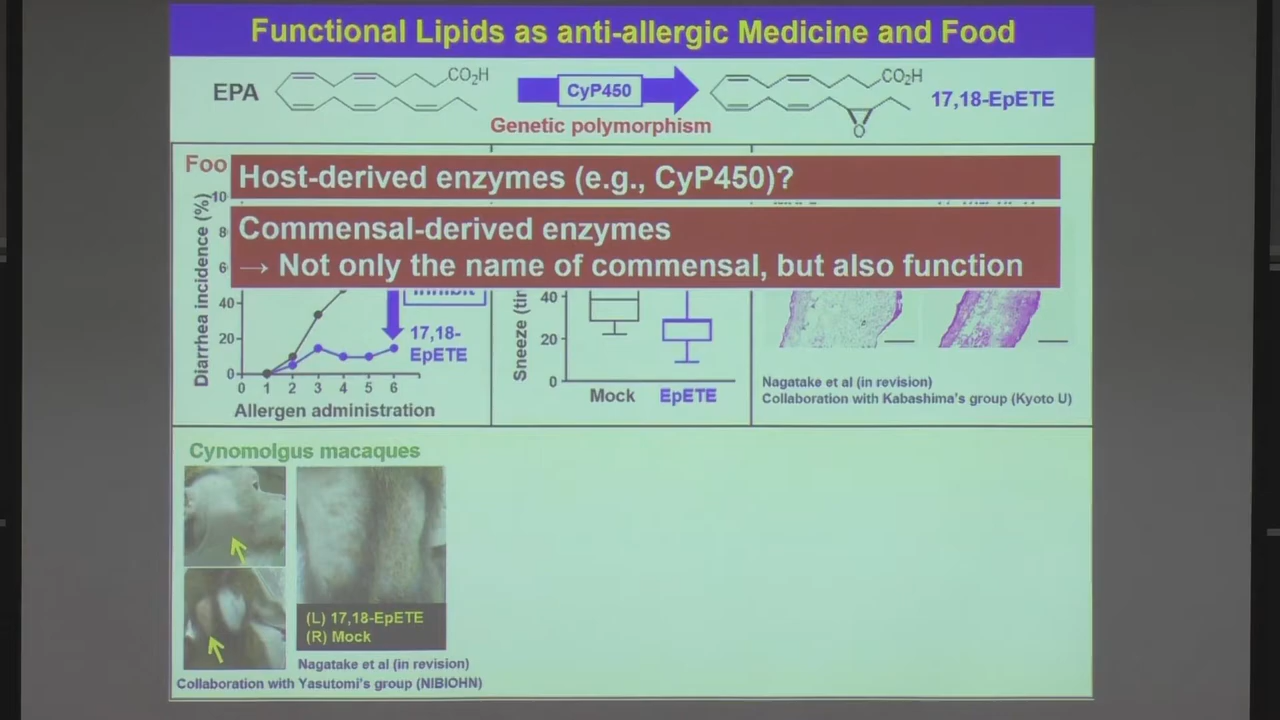 Functional Lipids as anti-allergic Medicine and Food
EPA
CO₂H
CyP450
CO₂H
17,18-EpETE
Genetic polymorphism
O
Foo
Host-derived enzymes (e.g., CyP450)?
Commensal-derived enzymes
→ Not only the name of commensal, but also function
Diarrhea incidence (%)
10
8
6
40
20
0
0 1 2 3 4 5 6
Allergen administration
17,18-
EpETE
Sneeze (tir
40
20
0
Mock EpETE
Nagatake et al (in revision)
Collaboration with Kabashima's group (Kyoto U)
Cynomolgus macaques
(L) 17,18-EpETE
(R) Mock
Nagatake et al (in revision)
Collaboration with Yasutomi's group (NIBIOHN)